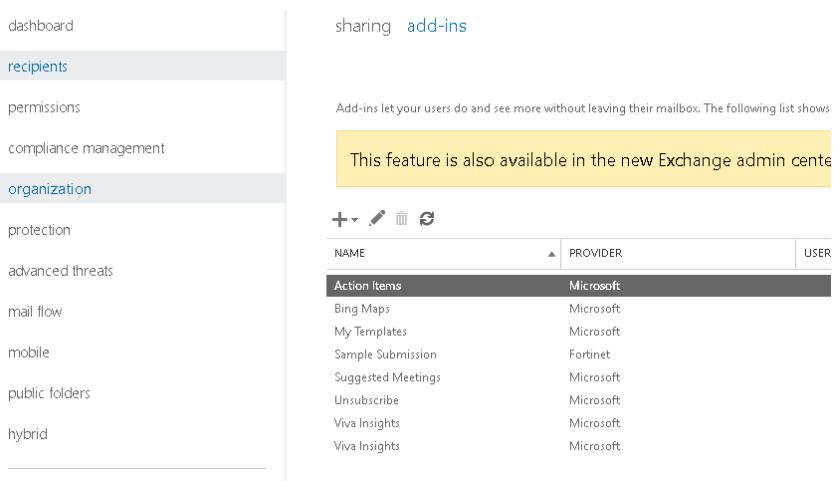 dashboard
recipients
permissions
compliance management
organization
protection
advanced threats
mail flow
mobile
public folders
hybrid
sharing add-ins
Add-ins let your users do and see more without leaving their mailbox. The following list shows
This feature is also available in the new Exchange admin cente
NAME PROVIDER USER
Action Items Microsoft
Bing Maps Microsoft
My Templates Microsoft
Sample Submission Fortinet
Suggested Meetings Microsoft
Unsubscribe Microsoft
Viva Insights Microsoft
Viva Insights Microsoft